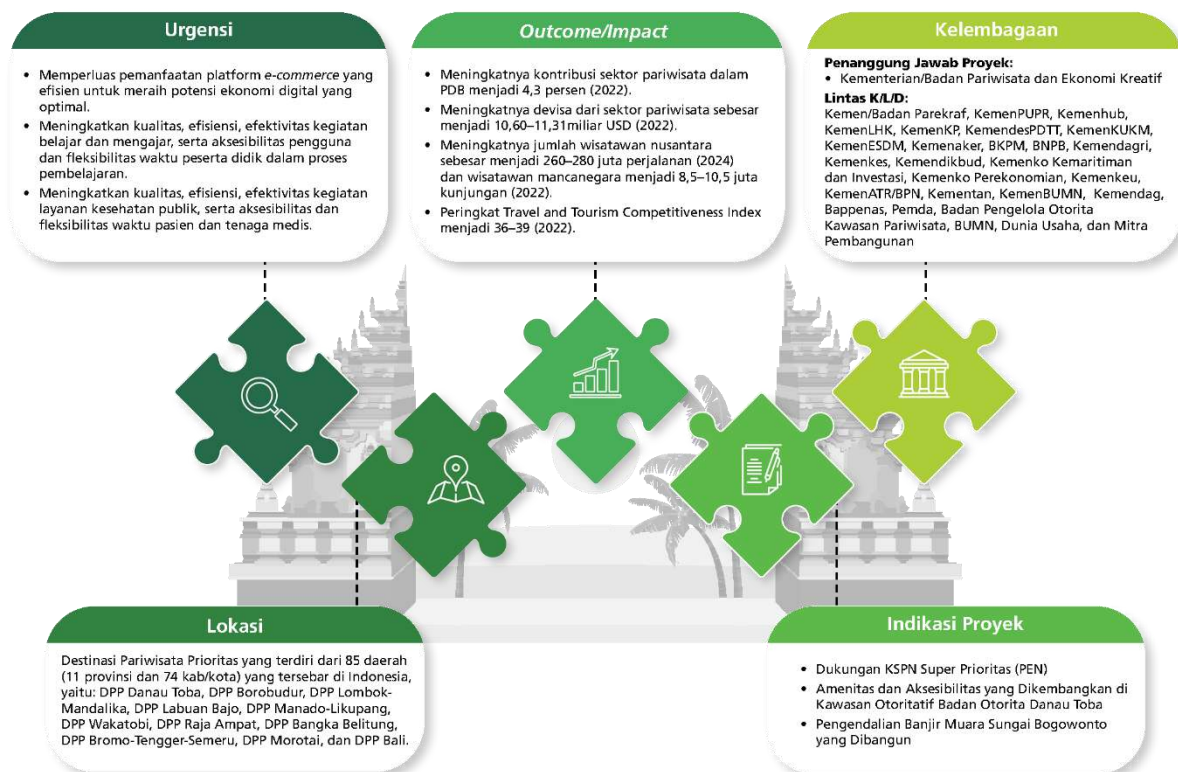 Urgensi
• Memperluas pemanfaatan platform e-commerce yang
efisien untuk meraih potensi ekonomi digital yang
optimal.
• Meningkatkan kualitas, efisiensi, efektivitas kegiatan
belajar dan mengajar, serta aksesibilitas pengguna
dan fleksibilitas waktu peserta didik dalam proses
pembelajaran.
• Meningkatkan kualitas, efisiensi, efektivitas kegiatan
layanan kesehatan publik, serta aksesibilitas dan
fleksibilitas waktu pasien dan tenaga medis.
Outcome/Impact
• Meningkatnya kontribusi sektor pariwisata dalam
PDB menjadi 4,3 persen (2022).
• Meningkatnya devisa dari sektor pariwisata sebesar
menjadi 10,60–11,31miliar USD (2022).
• Meningkatnya jumlah wisatawan nusantara
sebesar menjadi 260–280 juta perjalanan (2024)
dan wisatawan mancanegara menjadi 8,5–10,5 juta
kunjungan (2022).
• Peringkat Travel and Tourism Competitiveness Index
menjadi 36–39 (2022).
Kelembagaan
Penanggung Jawab Proyek:
• Kementerian/Badan Pariwisata dan Ekonomi Kreatif
Lintas K/L/D:
Kemen/Badan Parekraf, KemenPUPR, Kemenhub,
KemenLHK, KemenKP, KemendesPDTT, KemenKUKM,
KemenESDM, Kemenaker, BKPM, BNPB, Kemendagri,
Kemenkes, Kemendikbud, Kemenko Kemaritiman
dan Investasi, Kemenko Perekonomian, Kemenkeu,
KemenATR/BPN, Kementan, KemenBUMN, Kemendag,
Bappenas, Pemda, Badan Pengelola Otorita
Kawasan Pariwisata, BUMN, Dunia Usaha, dan Mitra
Pembangunan
Lokasi
Destinasi Pariwisata Prioritas yang terdiri dari 85 daerah
(11 provinsi dan 74 kab/kota) yang tersebar di Indonesia,
yaitu: DPP Danau Toba, DPP Borobudur, DPP Lombok-
Mandalika, DPP Labuan Bajo, DPP Manado-Likupang,
DPP Wakatobi, DPP Raja Ampat, DPP Bangka Belitung,
DPP Bromo-Tengger-Semeru, DPP Morotai, dan DPP Bali.
Indikasi Proyek
• Dukungan KSPN Super Prioritas (PEN)
• Amenitas dan Aksesibilitas yang Dikembangkan di
Kawasan Otoritatif Badan Otorita Danau Toba
• Pengendalian Banjir Muara Sungai Bogowonto
yang Dibangun